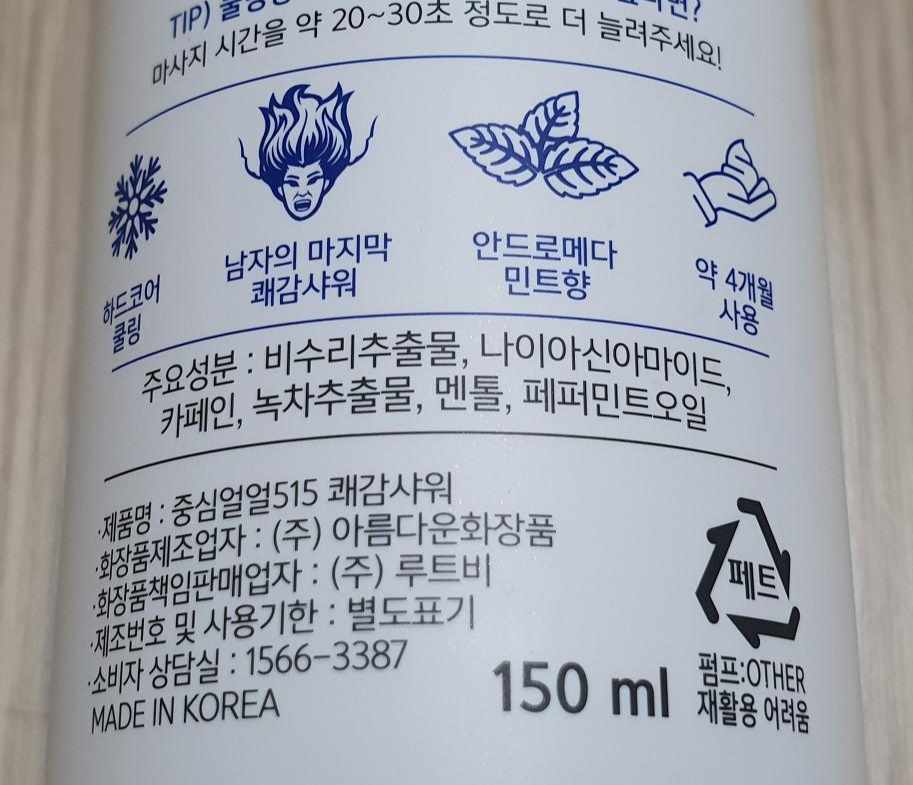 TIP) 쿨링감
마사지 시간을 약 20~30초 정도로 더 늘려주세요!
하드코어
쿨링
남자의 마지막
쾌감샤워
안드로메다
민트향
약 4개월
사용
주요성분 : 비수리추출물, 나이아신아마이드,
카페인, 녹차추출물, 멘톨, 페퍼민트오일
·제품명 : 중심얼얼515 쾌감샤워
·화장품제조업자 : (주) 아름다운화장품
·화장품책임판매업자 : (주) 루트비
·제조번호 및 사용기한 : 별도표기
·소비자 상담실 : 1566-3387
MADE IN KOREA
150 ml
페트
펌프:OTHER
재활용 어려움